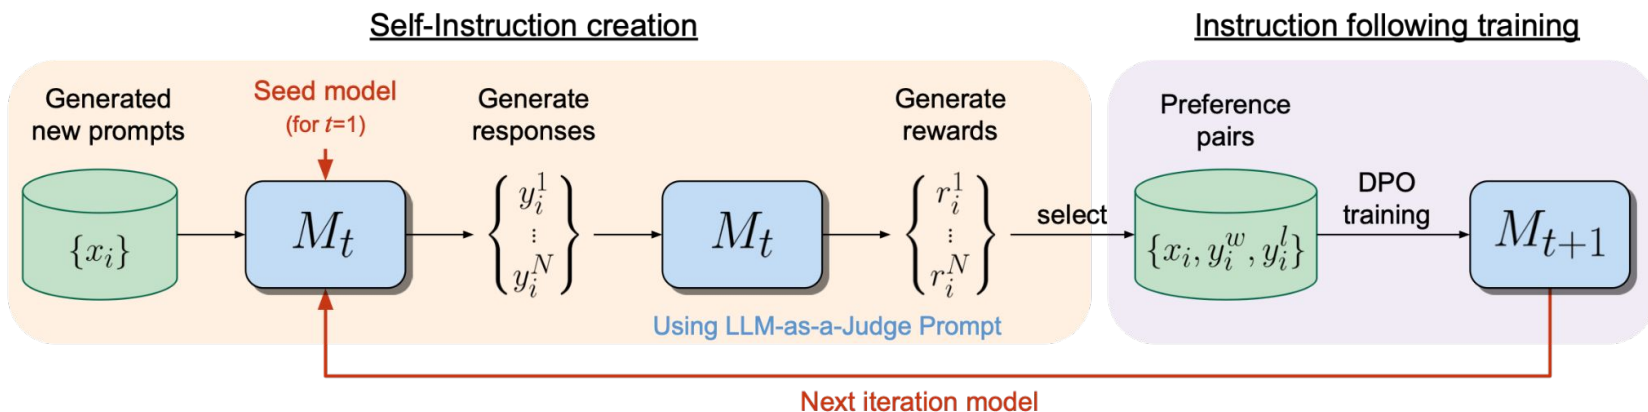 Self-Instruction creation
Instruction following training
Generated
new prompts
Seed model
(for t=1)
Generate
responses
Generate
rewards
Preference
pairs
{x_i}
M_t
y_i^1
⋮
y_i^N
M_t
r_i^1
⋮
r_i^N
select
{x_i, y_i^w, y_i^l}
DPO
training
M_{t+1}
Using LLM-as-a-Judge Prompt
Next iteration model